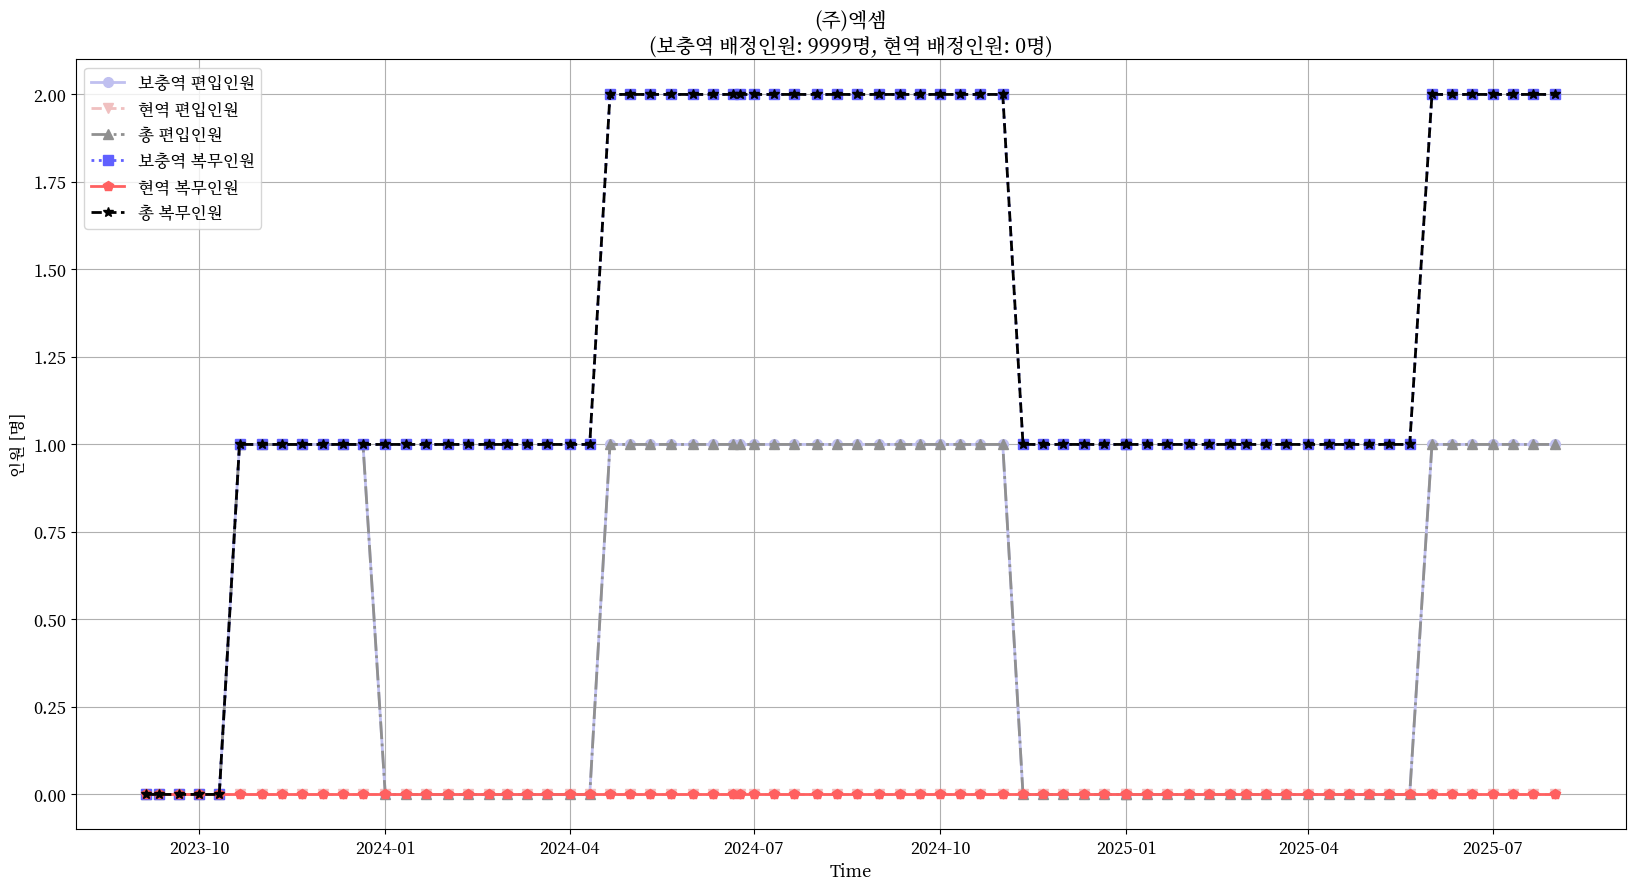 (주)엑셈
(보충역 배정인원: 9999명, 현역 배정인원: 0명)
보충역 편입인원
현역 편입인원
총 편입인원
보충역 복무인원
현역 복무인원
총 복무인원
2.00
1.75
1.50
1.25
1.00
0.75
0.50
0.25
0.00
인원 [명]
2023-10
2024-01
2024-04
2024-07
2024-10
2025-01
2025-04
2025-07
Time